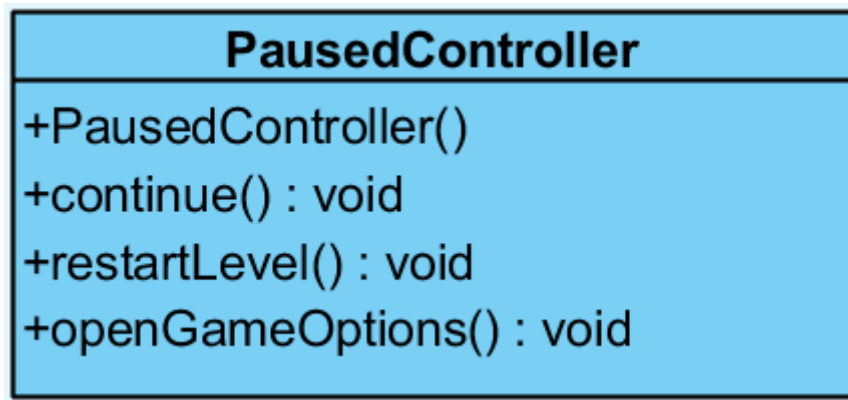 PausedController
+PausedController()
+continue() : void
+restartLevel() : void
+openGameOptions() : void